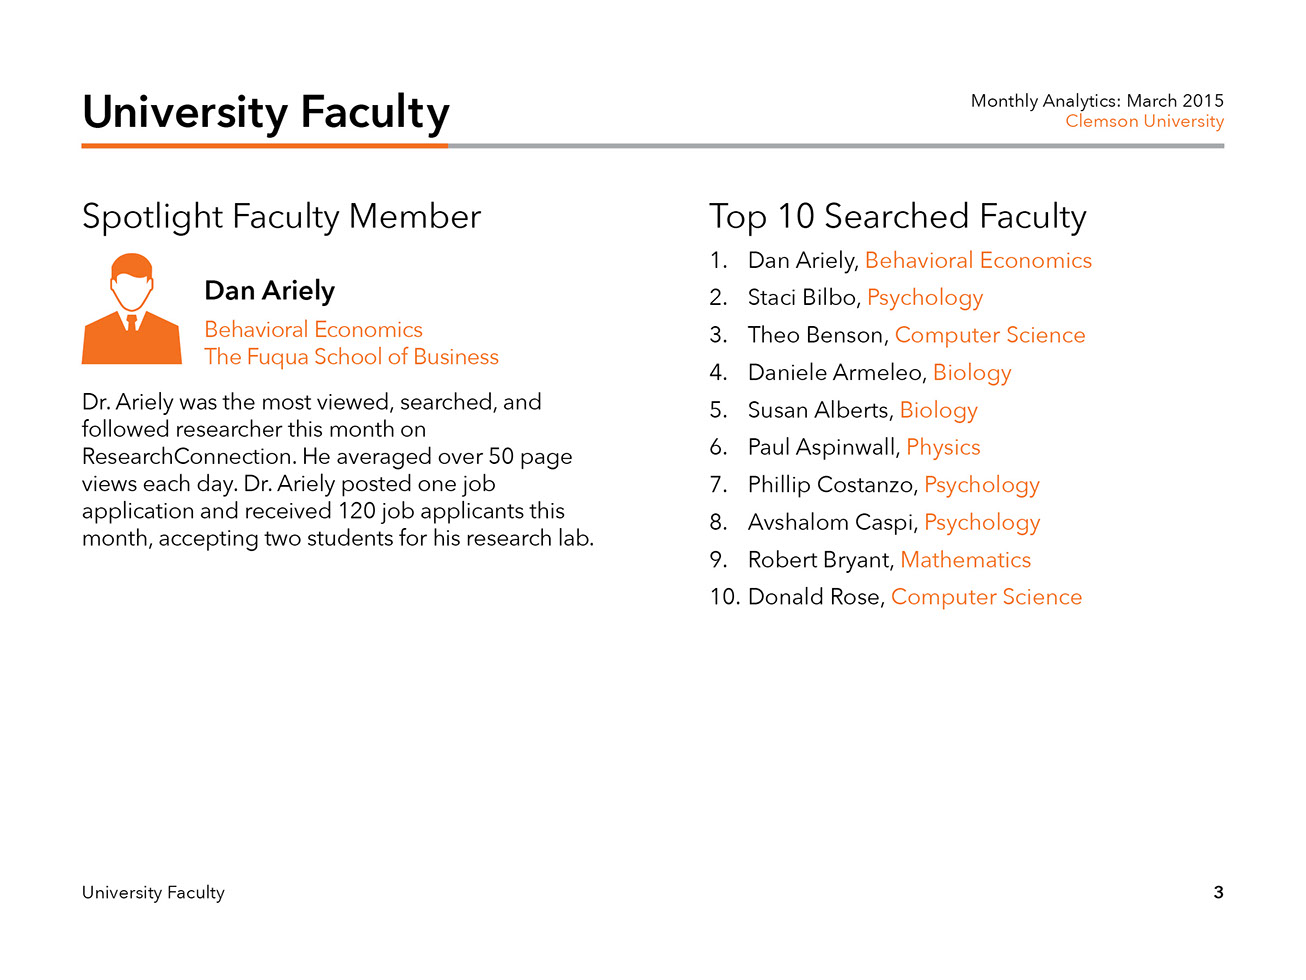 University Faculty
Monthly Analytics: March 2015
Clemson University
Spotlight Faculty Member
Dan Ariely
Behavioral Economics
The Fuqua School of Business
Dr. Ariely was the most viewed, searched, and
followed researcher this month on
ResearchConnection. He averaged over 50 page
views each day. Dr. Ariely posted one job
application and received 120 job applicants this
month, accepting two students for his research lab.
Top 10 Searched Faculty
1. Dan Ariely, Behavioral Economics
2. Staci Bilbo, Psychology
3. Theo Benson, Computer Science
4. Daniele Armeleo, Biology
5. Susan Alberts, Biology
6. Paul Aspinwall, Physics
7. Phillip Costanzo, Psychology
8. Avshalom Caspi, Psychology
9. Robert Bryant, Mathematics
10. Donald Rose, Computer Science
University Faculty
3